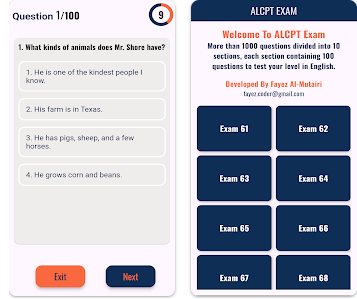 Question 1/100
9
1. What kinds of animals does Mr. Shore have?
1. He is one of the kindest people I
know.
2. His farm is in Texas.
3. He has pigs, sheep, and a few
horses.
4. He grows corn and beans.
Exit
Next
ALCPT EXAM
Welcome To ALCPT Exam
More than 1000 questions divided into 10
sections, each section containing 100
questions to test your level in English.
Developed By Fayez Al-Mutairi
fayez.coder@gmail.com
Exam 61
Exam 62
Exam 63
Exam 64
Exam 65
Exam 66
Exam 67
Exam 68